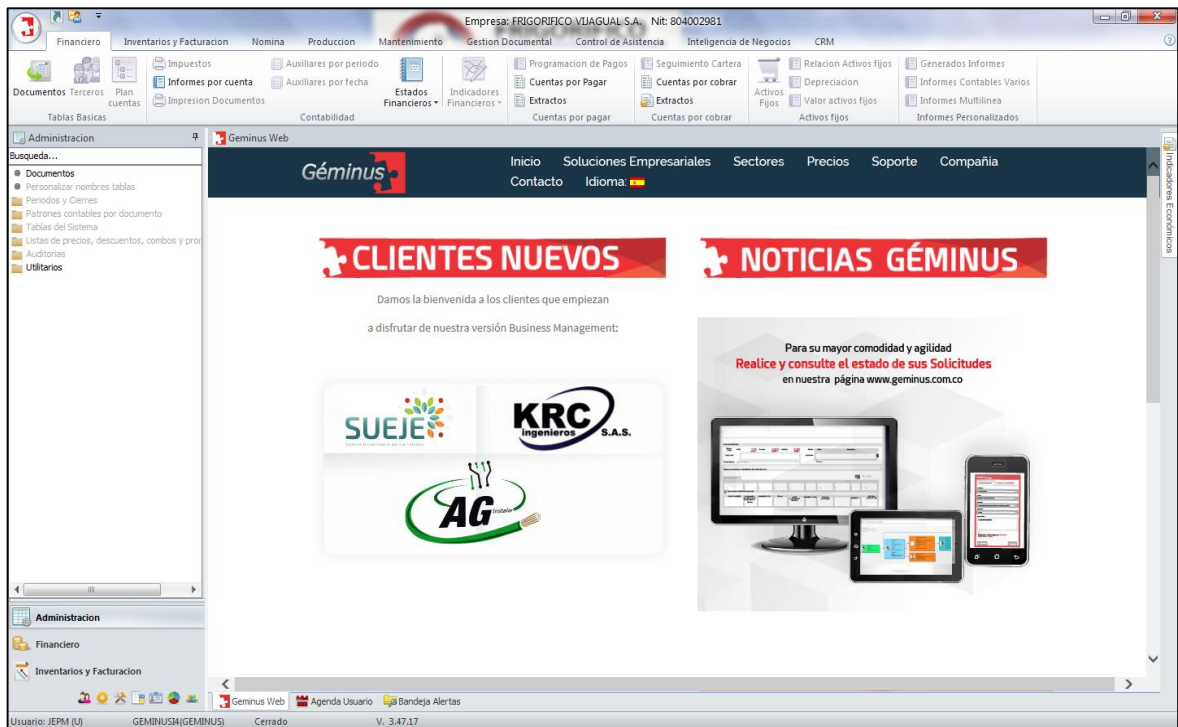 Empresa: FRIGORIFICO VIJAGUAL S.A. Nit: 804002981
Financiero Inventarios y Facturacion Nomina Produccion Mantenimiento Gestion Documental Control de Asistencia Inteligencia de Negocios CRM
Documentos Terceros Plan cuentas
Tablas Basicas
Impuestos
Informes por cuenta
Impresion Documentos
Auxiliares por periodo
Auxiliares por fecha
Estados Financieros
Indicadores Financieros
Contabilidad
Programacion de Pagos
Cuentas por Pagar
Extractos
Cuentas por pagar
Seguimiento Cartera
Cuentas por cobrar
Extractos
Cuentas por cobrar
Activos Fijos
Relacion Activos fijos
Depreciacion
Valor activos fijos
Activos fijos
Generados Informes
Informes Contables Varios
Informes Multilinea
Informes Personalizados
Administracion
Busqueda...
Documentos
Personalizar nombres tablas
Periodos y Cierres
Patrones contables por documento
Tablas del Sistema
Listas de precios, descuentos, combos y pror
Auditorias
Utilitarios
Administracion
Financiero
Inventarios y Facturacion
Geminus Web
Géminus
Inicio Soluciones Empresariales Sectores Precios Soporte Compañia
Contacto Idioma:
CLIENTES NUEVOS
Damos la bienvenida a los clientes que empiezan
a disfrutar de nuestra versión Business Management:
SUEJE
KRC
ingenieros S.A.S.
AG
Instalar
NOTICIAS GÉMINUS
Para su mayor comodidad y agilidad
Realice y consulte el estado de sus Solicitudes
en nuestra página www.geminus.com.co
Indicadores Económicos
Geminus Web Agenda Usuario Bandeja Alertas
Usuario: JEPM (U) GEMINUSI4(GEMINUS) Cerrado V. 3.47.17